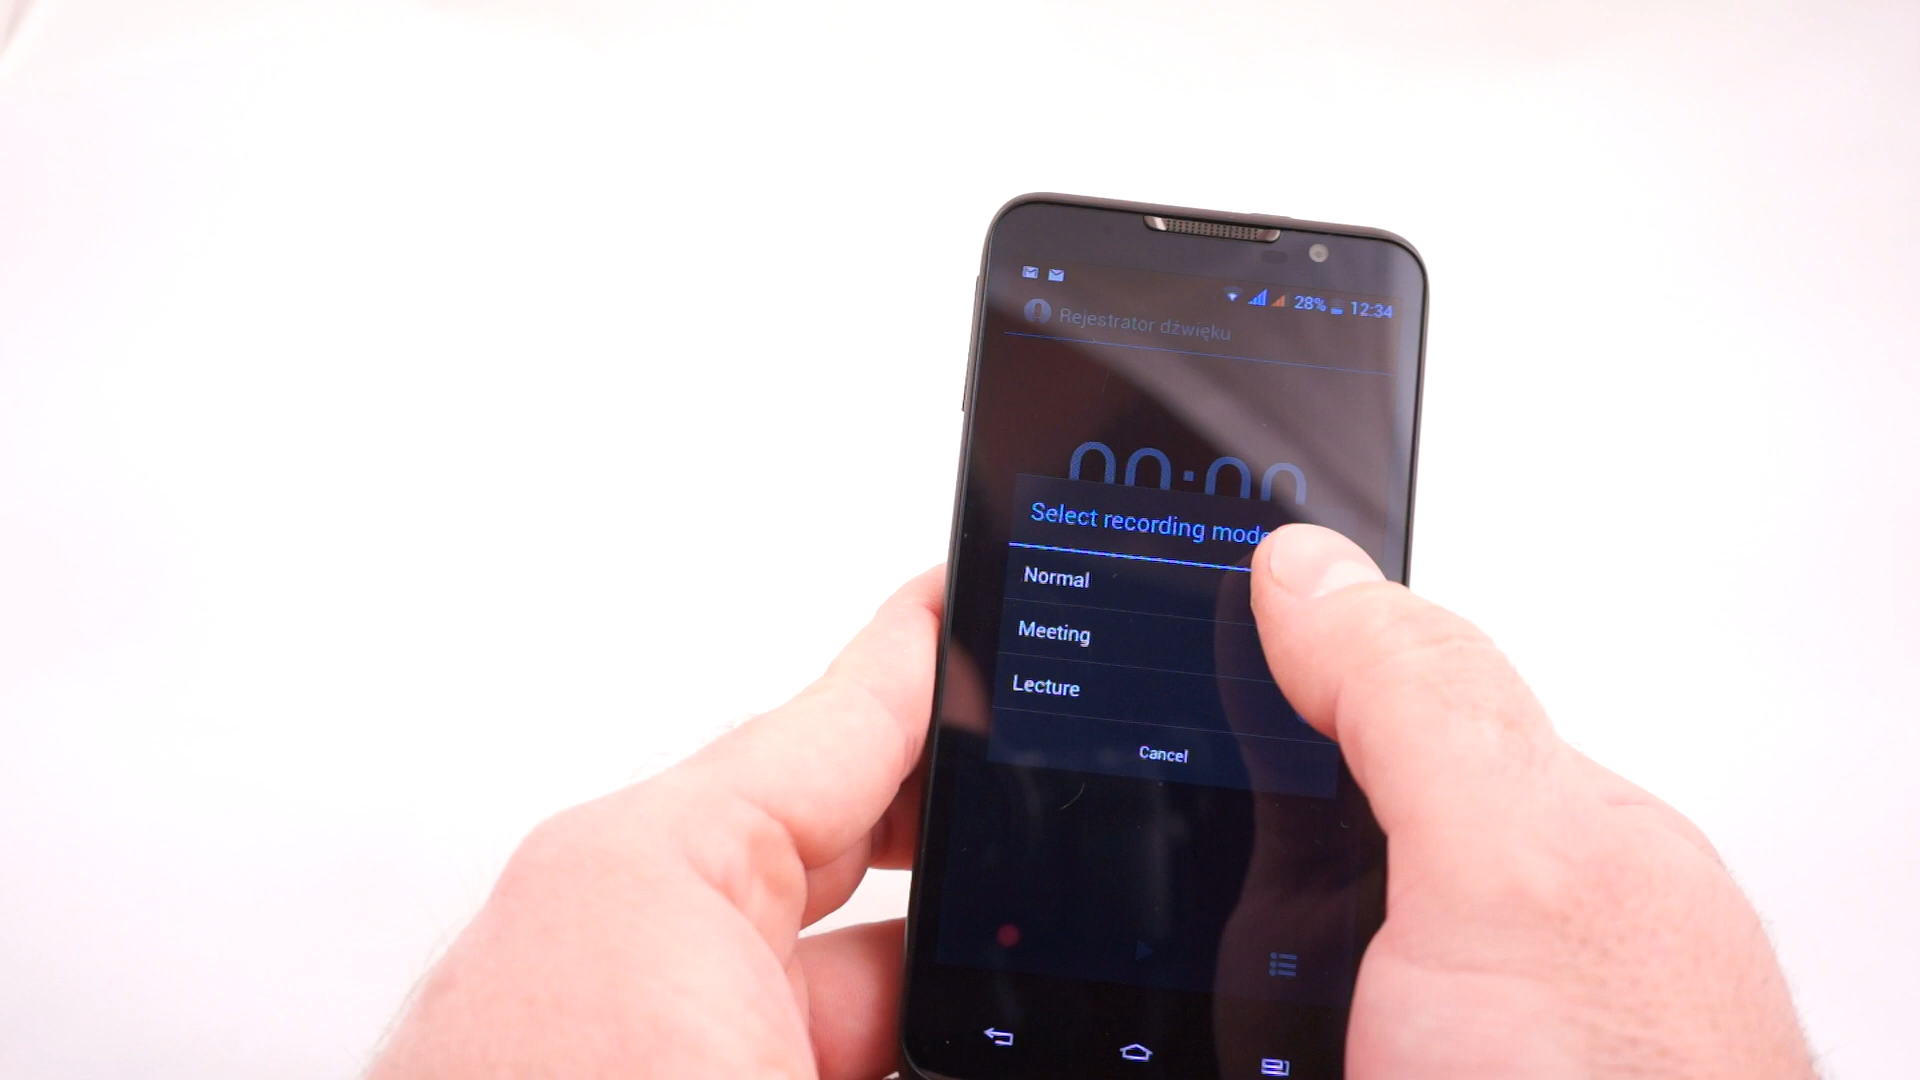 28% 12:34
Rejestrator dźwięku
00:00
Select recording mode
Normal
Meeting
Lecture
Cancel